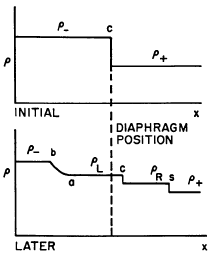 ρ- c
ρ+
ρ
INITIAL x
DIAPHRAGM
POSITION
ρ- b
ρL c ρR s ρ+
ρ a
LATER x